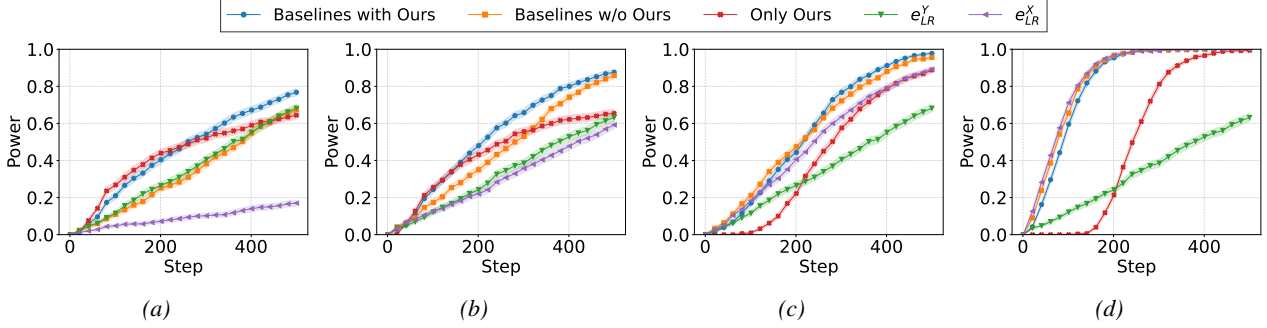 Baselines with Ours Baselines w/o Ours Only Ours e_{LR}^{Y} e_{LR}^{X}
1.0 1.0 1.0 1.0
0.8 0.8 0.8 0.8
0.6 0.6 0.6 0.6
Power Power Power Power
0.4 0.4 0.4 0.4
0.2 0.2 0.2 0.2
0.0 0.0 0.0 0.0
0 200 400 0 200 400 0 200 400 0 200 400
Step Step Step Step
(a) (b) (c) (d)